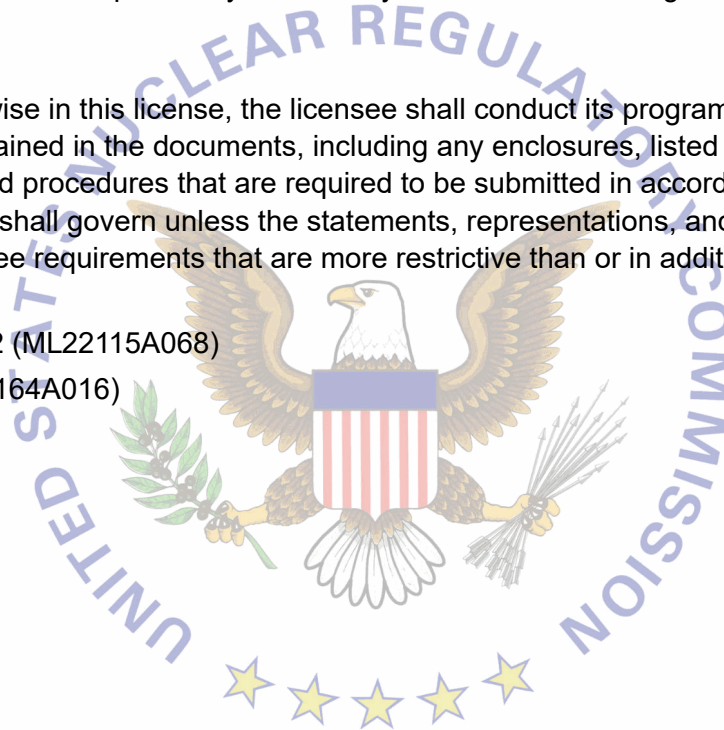 UNITED STATES NUCLEAR REGULATORY COMMISSION
wise in this license, the licensee shall conduct its program
ained in the documents, including any enclosures, listed
d procedures that are required to be submitted in accord
shall govern unless the statements, representations, and
ee requirements that are more restrictive than or in addit
2 (ML22115A068)
164A016)